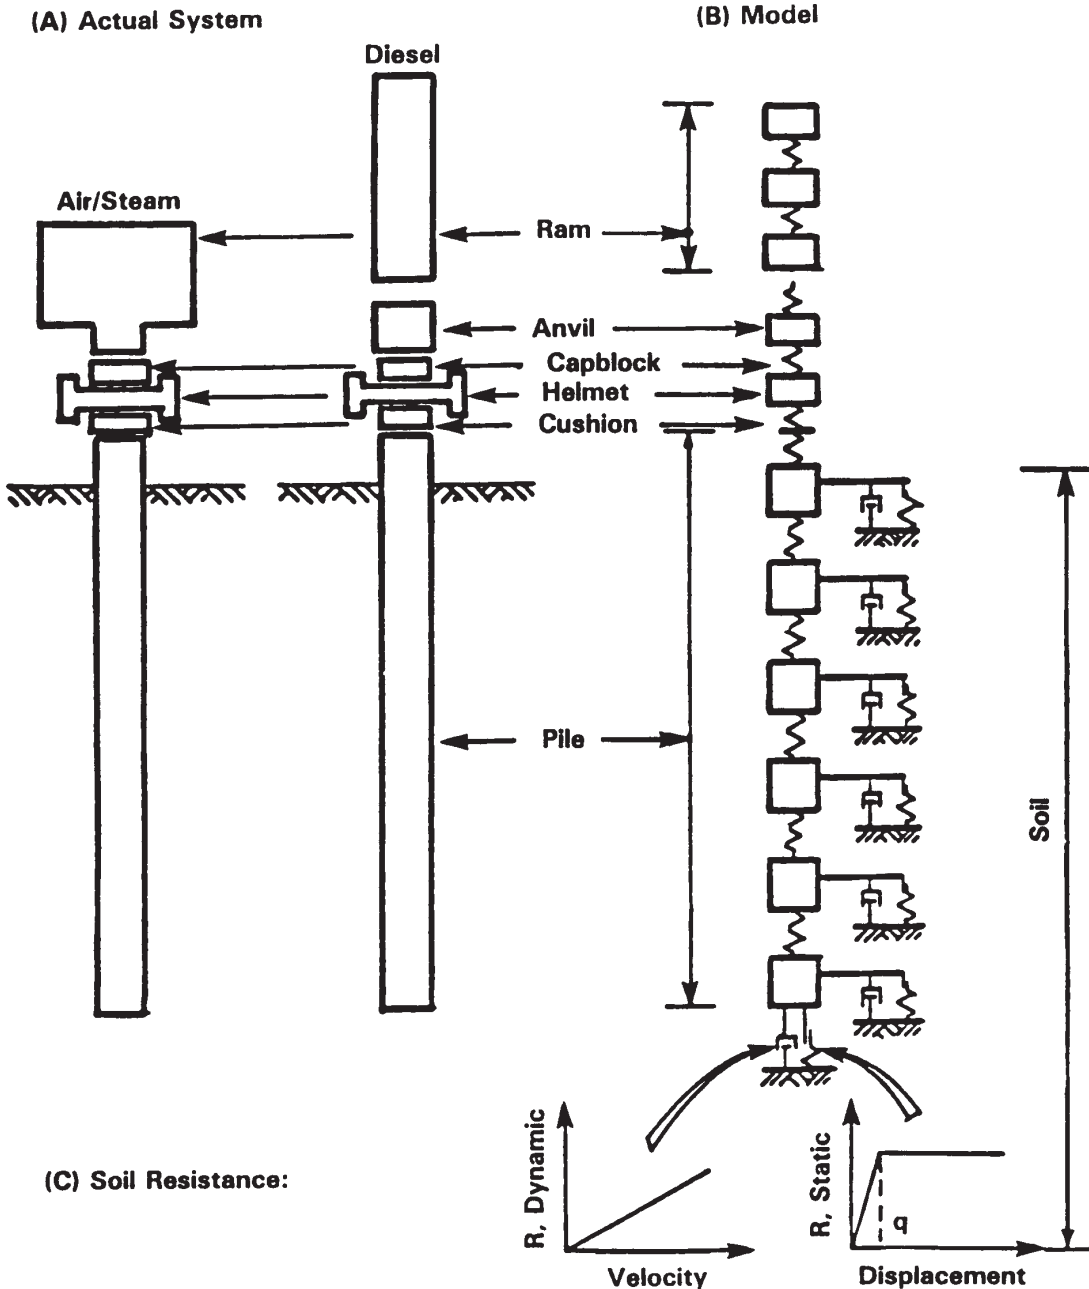 (A) Actual System
(B) Model
Diesel
Air/Steam
Ram
Anvil
Capblock
Helmet
Cushion
Pile
Soil
(C) Soil Resistance:
R, Dynamic
Velocity
R, Static
q
Displacement